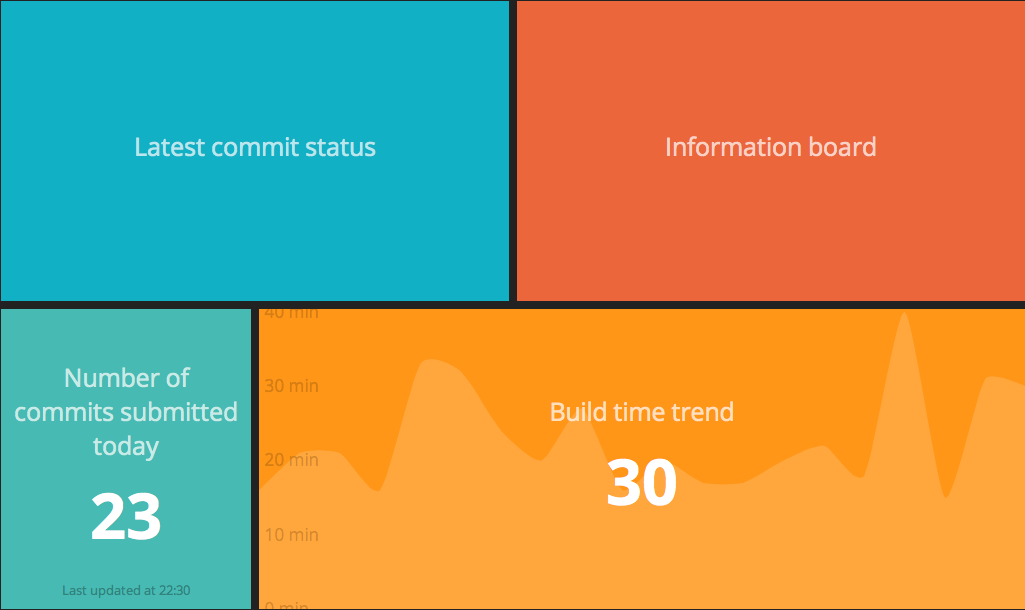 Latest commit status
Information board
Number of
commits submitted
today
23
Last updated at 22:30
40 min
30 min
20 min
10 min
0 min
Build time trend
30